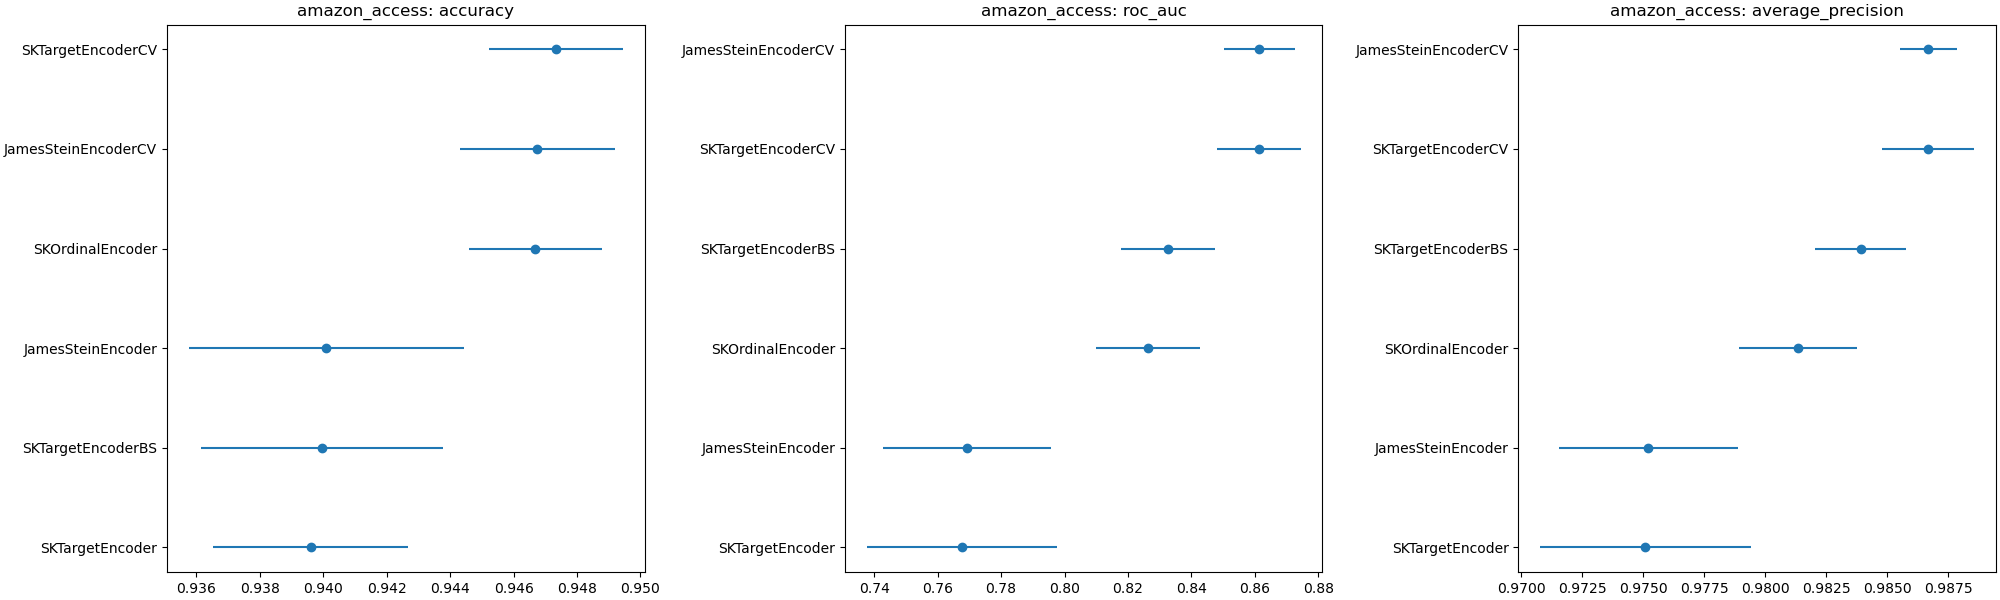 amazon_access: accuracy
SKTargetEncoderCV
JamesSteinEncoderCV
SKOrdinalEncoder
JamesSteinEncoder
SKTargetEncoderBS
SKTargetEncoder
0.936 0.938 0.940 0.942 0.944 0.946 0.948 0.950
amazon_access: roc_auc
JamesSteinEncoderCV
SKTargetEncoderCV
SKTargetEncoderBS
SKOrdinalEncoder
JamesSteinEncoder
SKTargetEncoder
0.74 0.76 0.78 0.80 0.82 0.84 0.86 0.88
amazon_access: average_precision
JamesSteinEncoderCV
SKTargetEncoderCV
SKTargetEncoderBS
SKOrdinalEncoder
JamesSteinEncoder
SKTargetEncoder
0.9700 0.9725 0.9750 0.9775 0.9800 0.9825 0.9850 0.9875